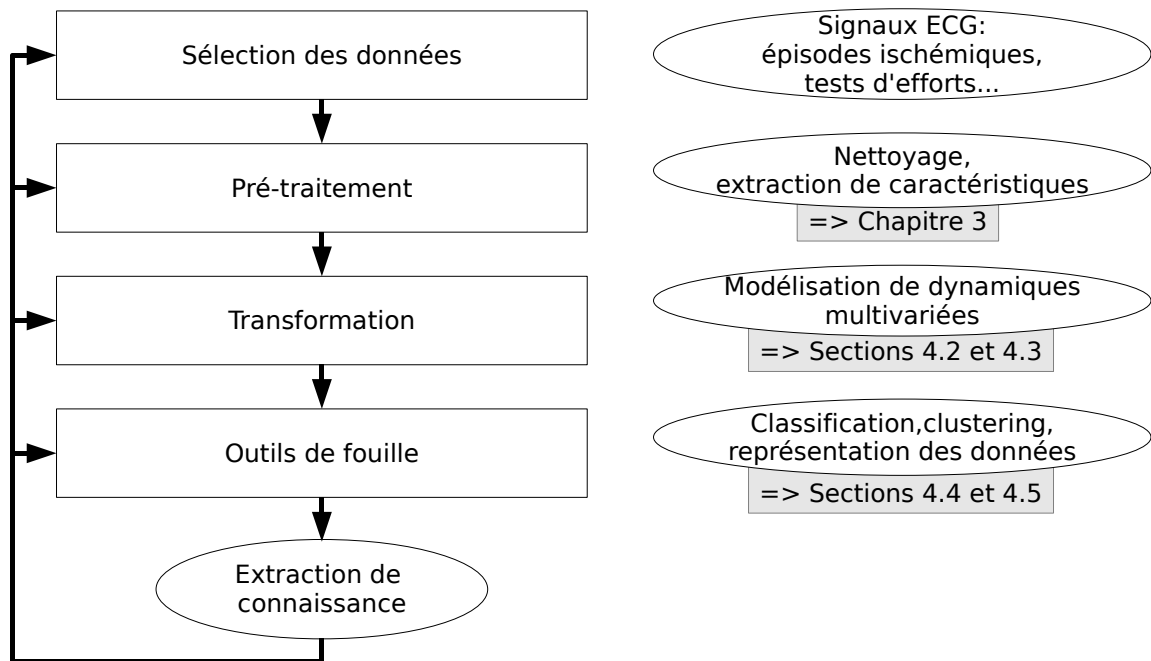 Sélection des données
Signaux ECG:
épisodes ischémiques,
tests d'efforts...
Pré-traitement
Nettoyage,
extraction de caractéristiques
=> Chapitre 3
Transformation
Modélisation de dynamiques
multivariées
=> Sections 4.2 et 4.3
Outils de fouille
Classification,clustering,
représentation des données
=> Sections 4.4 et 4.5
Extraction de
connaissance